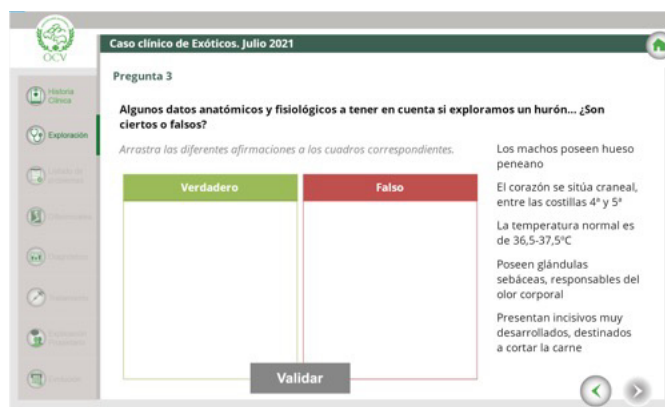 OCV
Caso clínico de Exóticos. Julio 2021
Historia
Clínica
Exploración
Pregunta 3
Algunos datos anatómicos y fisiológicos a tener en cuenta si exploramos un hurón... ¿Son
ciertos o falsos?
Arrastra las diferentes afirmaciones a los cuadros correspondientes.
Verdadero
Falso
Los machos poseen hueso
peneano
El corazón se sitúa craneal,
entre las costillas 4ª y 5ª
La temperatura normal es
de 36,5-37,5ºC
Poseen glándulas
sebáceas, responsables del
olor corporal
Presentan incisivos muy
desarrollados, destinados
a cortar la carne
Validar